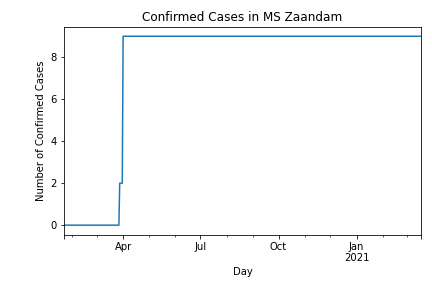 Confirmed Cases in MS Zaandam
Number of Confirmed Cases
8
6
4
2
0
Apr
Jul
Oct
Jan
2021
Day